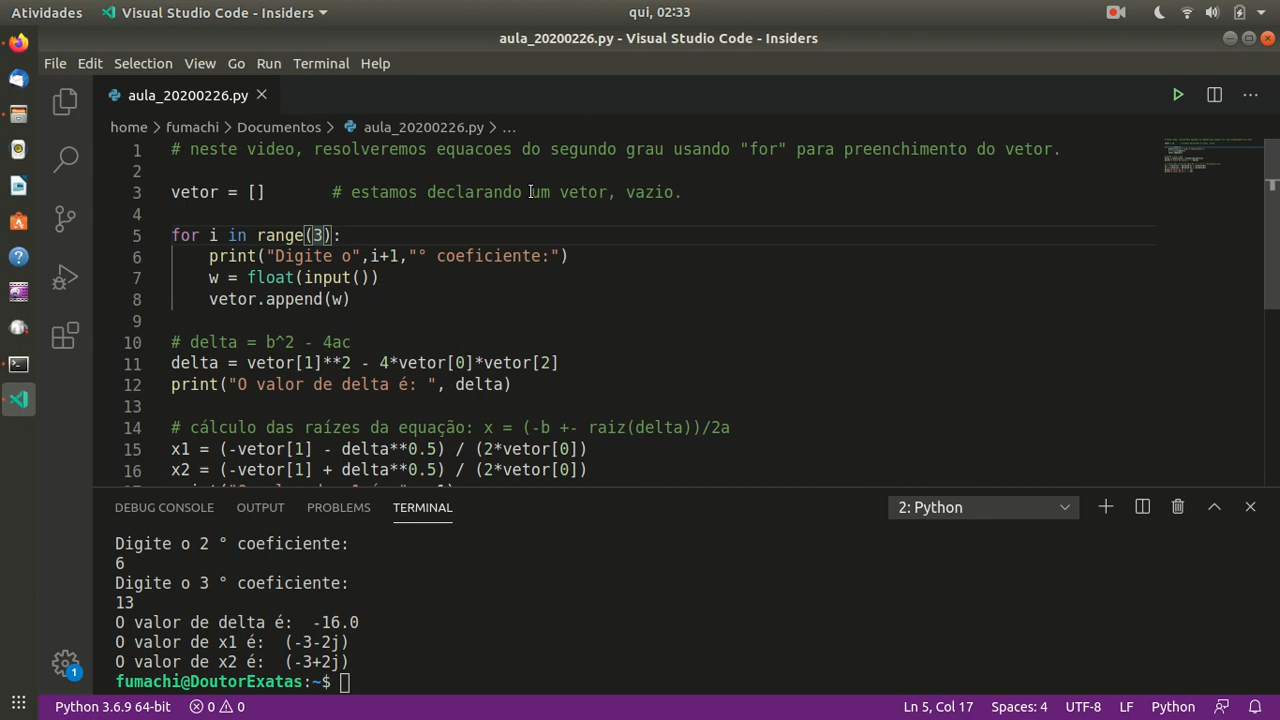 Atividades
Visual Studio Code - Insiders
qui, 02:33
aula_20200226.py - Visual Studio Code - Insiders
File Edit Selection View Go Run Terminal Help
aula_20200226.py
home > fumachi > Documentos > aula_20200226.py > ...
1 # neste video, resolveremos equacoes do segundo grau usando "for" para preenchimento do vetor.
2
3 vetor = [] # estamos declarando um vetor, vazio.
4
5 for i in range(3):
6 print("Digite o",i+1,"° coeficiente:")
7 w = float(input())
8 vetor.append(w)
9
10 # delta = b^2 - 4ac
11 delta = vetor[1]**2 - 4*vetor[0]*vetor[2]
12 print("O valor de delta é: ", delta)
13
14 # cálculo das raízes da equação: x = (-b +- raiz(delta))/2a
15 x1 = (-vetor[1] - delta**0.5) / (2*vetor[0])
16 x2 = (-vetor[1] + delta**0.5) / (2*vetor[0])
DEBUG CONSOLE OUTPUT PROBLEMS TERMINAL 2: Python
Digite o 2 ° coeficiente:
6
Digite o 3 ° coeficiente:
13
O valor de delta é:  -16.0
O valor de x1 é:  (-3-2j)
O valor de x2 é:  (-3+2j)
fumachi@DoutorExatas:~$
1
Python 3.6.9 64-bit 0 0 Ln 5, Col 17 Spaces: 4 UTF-8 LF Python